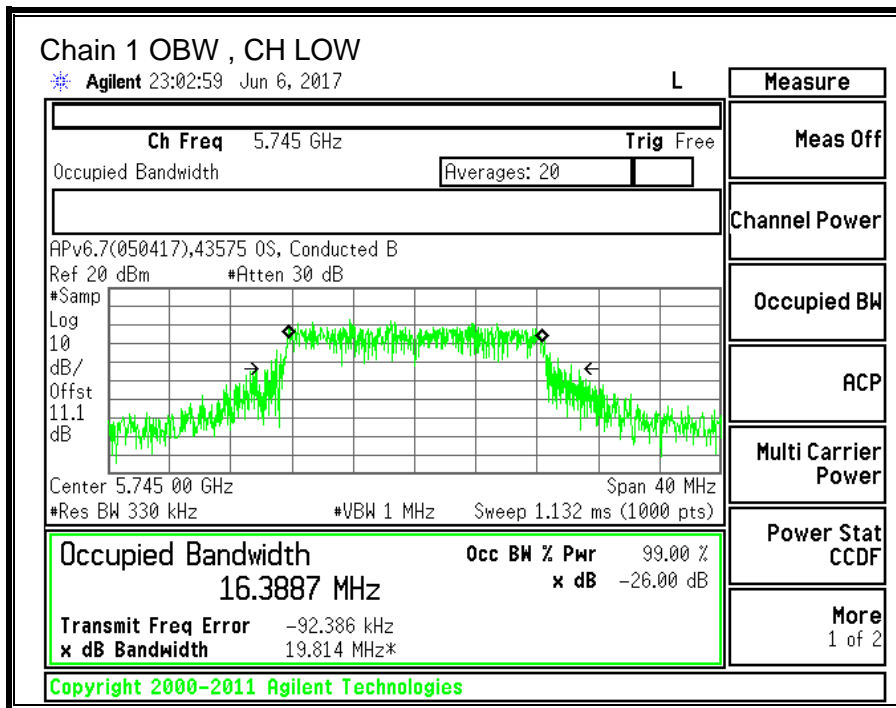 Chain 1 OBW , CH LOW
Agilent 23:02:59 Jun 6, 2017 L
Measure
Ch Freq 5.745 GHz Trig Free
Occupied Bandwidth Averages: 20
APv6.7(050417),43575 OS, Conducted B
Ref 20 dBm #Atten 30 dB
#Samp
Log
10
dB/
Offst
11.1
dB
Center 5.745 00 GHz Span 40 MHz
#Res BW 330 kHz #VBW 1 MHz Sweep 1.132 ms (1000 pts)
Occupied Bandwidth Occ BW % Pwr 99.00 %
16.3887 MHz x dB -26.00 dB
Transmit Freq Error -92.386 kHz
x dB Bandwidth 19.814 MHz*
Meas Off
Channel Power
Occupied BW
ACP
Multi Carrier
Power
Power Stat
CCDF
More
1 of 2
Copyright 2000-2011 Agilent Technologies